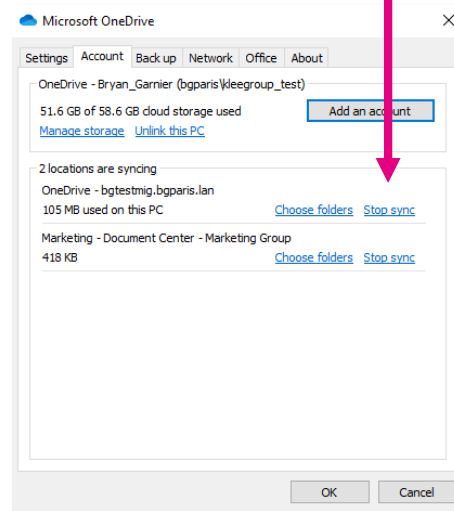 Microsoft OneDrive
Settings Account Back up Network Office About
OneDrive - Bryan_Garnier (bgparis\kleegroup_test)
51.6 GB of 58.6 GB cloud storage used Add an account
Manage storage Unlink this PC
2 locations are syncing
OneDrive - bgtestmig.bgparis.lan
105 MB used on this PC Choose folders Stop sync
Marketing - Document Center - Marketing Group
418 KB Choose folders Stop sync
OK Cancel